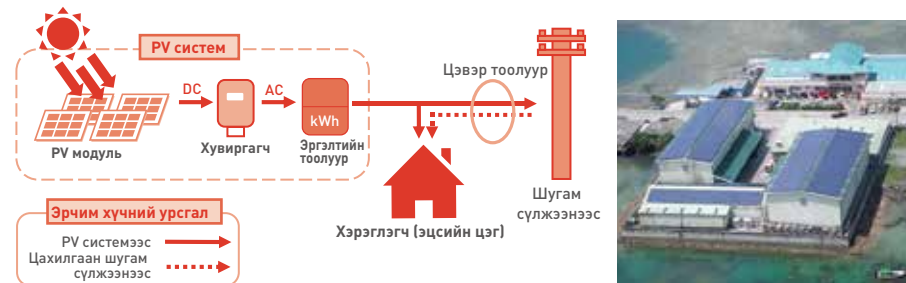 PV систем
DC
AC
kWh
PV модуль
Хувиргагч
Эргэлтийн
тоолуур
Цэвэр тоолуур
Шугам
сүлжээнээс
Хэрэглэгч (эцсийн цэг)
Эрчим хүчний урсгал
PV системээс
Цахилгаан шугам
сүлжээнээс